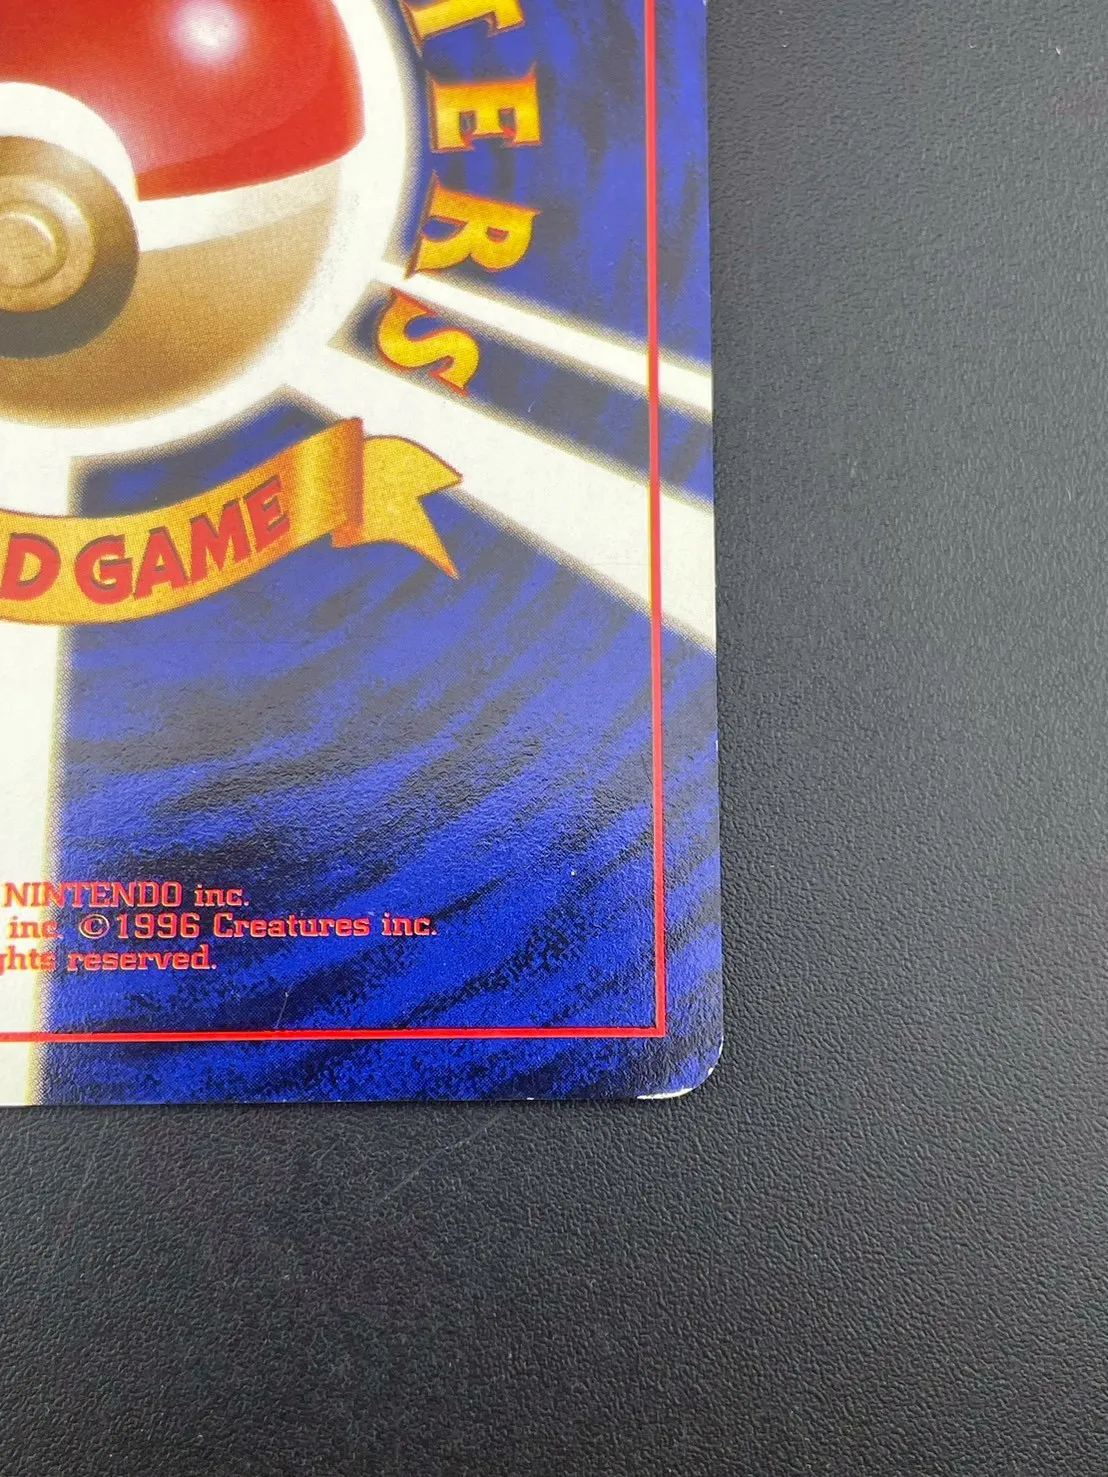 TERS
D GAME
NINTENDO inc.
inc. ©1996 Creatures inc.
ghts reserved.